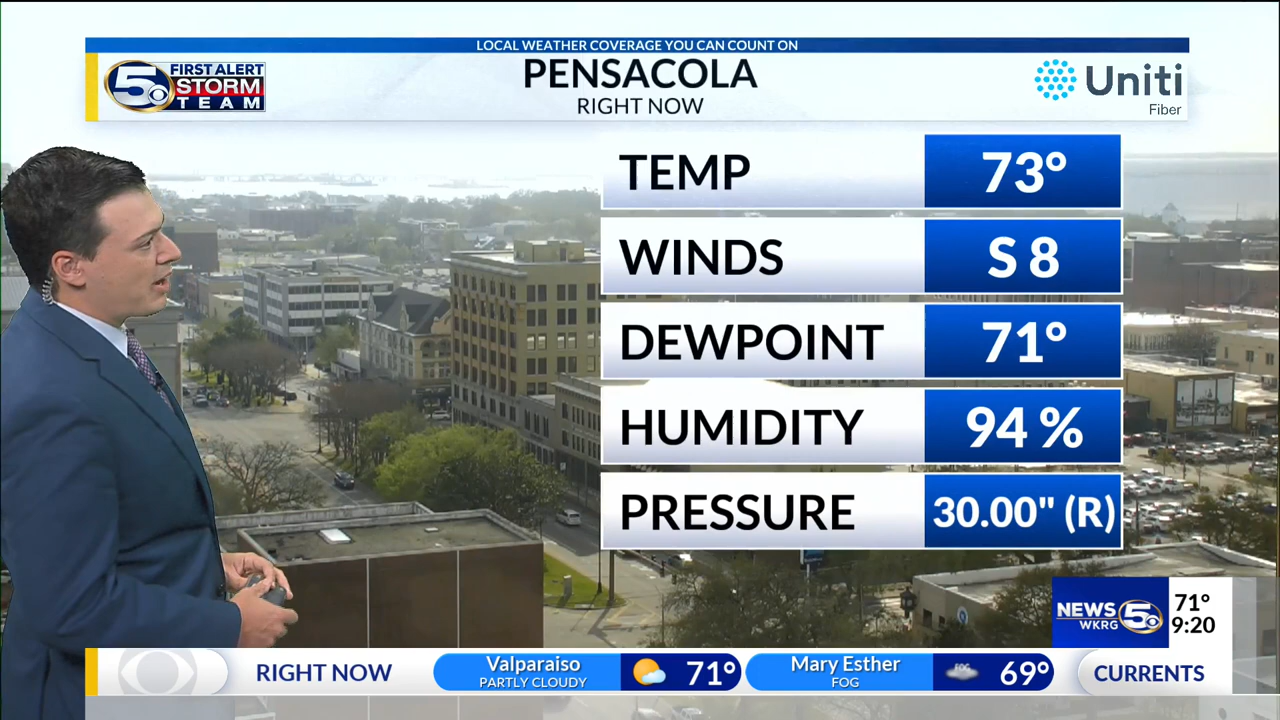 LOCAL WEATHER COVERAGE YOU CAN COUNT ON
5 FIRST ALERT
STORM
TEAM
PENSACOLA
RIGHT NOW
Uniti
Fiber
TEMP 73°
WINDS S 8
DEWPOINT 71°
HUMIDITY 94 %
PRESSURE 30.00" (R)
NEWS 5
WKRG
71°
9:20
RIGHT NOW
Valparaiso
PARTLY CLOUDY
71°
Mary Esther
FOG
FOG
69°
CURRENTS